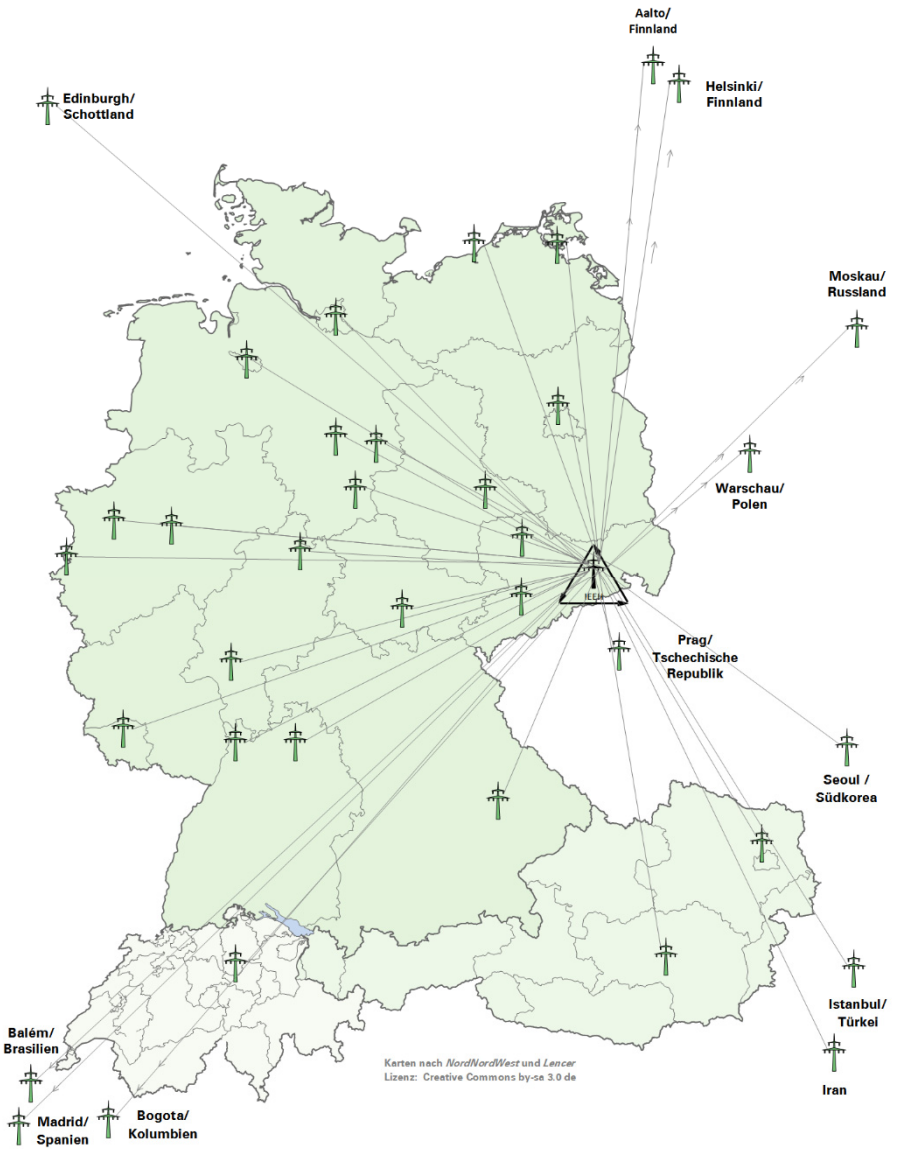 Aalto/
Finnland
Helsinki/
Finnland
Edinburgh/
Schottland
Moskau/
Russland
Warschau/
Polen
IEEH
Prag/
Tschechische
Republik
Seoul /
Südkorea
Istanbul/
Türkei
Iran
Balém/
Brasilien
Madrid/
Spanien
Bogota/
Kolumbien
Karten nach NordNordWest und Lencer
Lizenz: Creative Commons by-sa 3.0 de